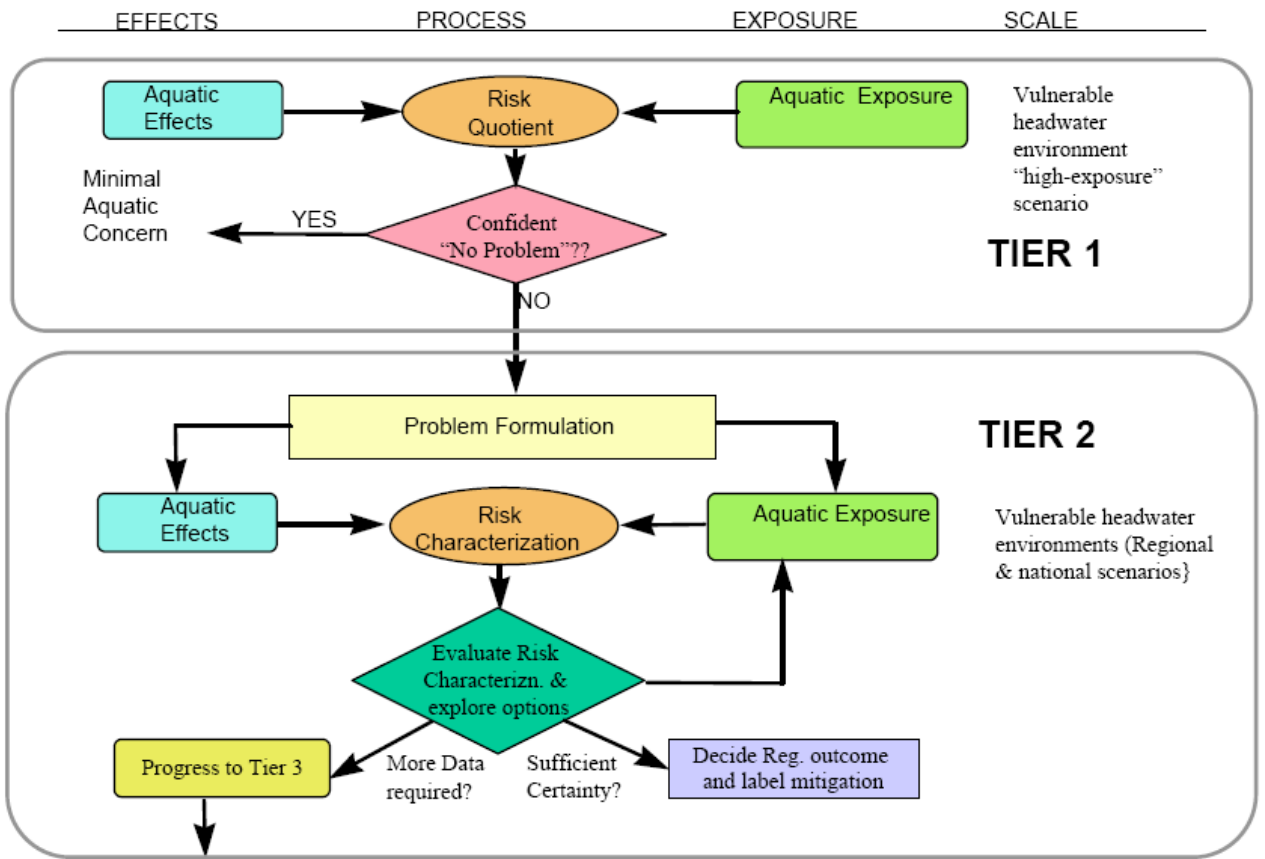 EFFECTS PROCESS EXPOSURE SCALE
Aquatic
Effects
Risk
Quotient
Aquatic Exposure
Vulnerable
headwater
environment
“high-exposure”
scenario
Minimal
Aquatic
Concern
YES
Confident
“No Problem”??
TIER 1
NO
Problem Formulation
TIER 2
Aquatic
Effects
Risk
Characterization
Aquatic Exposure
Vulnerable headwater
environments (Regional
& national scenarios}
Evaluate Risk
Characterizn. &
explore options
Progress to Tier 3
More Data
required?
Sufficient
Certainty?
Decide Reg. outcome
and label mitigation